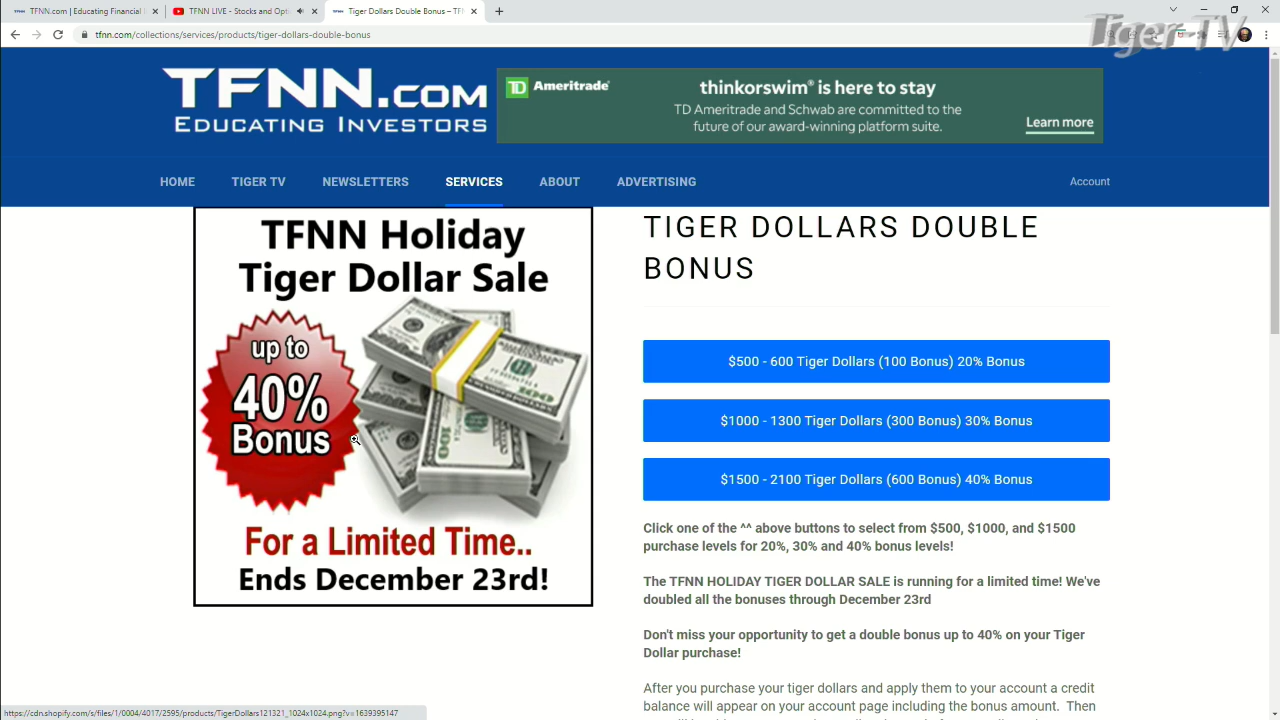 TFNN.com | Educating Financial I
TFNN LIVE - Stocks and Opti
Tiger Dollars Double Bonus – TFN
tfnn.com/collections/services/products/tiger-dollars-double-bonus
Tiger TV
TFNN.COM
EDUCATING INVESTORS
TD Ameritrade
thinkorswim® is here to stay
TD Ameritrade and Schwab are committed to the
future of our award-winning platform suite.
Learn more
HOME TIGER TV NEWSLETTERS SERVICES ABOUT ADVERTISING Account
TFNN Holiday
Tiger Dollar Sale
up to
40%
Bonus
100
100
For a Limited Time..
Ends December 23rd!
TIGER DOLLARS DOUBLE
BONUS
$500 - 600 Tiger Dollars (100 Bonus) 20% Bonus
$1000 - 1300 Tiger Dollars (300 Bonus) 30% Bonus
$1500 - 2100 Tiger Dollars (600 Bonus) 40% Bonus
Click one of the ^^ above buttons to select from $500, $1000, and $1500
purchase levels for 20%, 30% and 40% bonus levels!
The TFNN HOLIDAY TIGER DOLLAR SALE is running for a limited time! We've
doubled all the bonuses through December 23rd
Don't miss your opportunity to get a double bonus up to 40% on your Tiger
Dollar purchase!
After you purchase your tiger dollars and apply them to your account a credit
balance will appear on your account page including the bonus amount. Then
https://cdn.shopify.com/s/files/1/0004/4017/2595/products/TigerDollars121321_1024x1024.png?v=1639395147